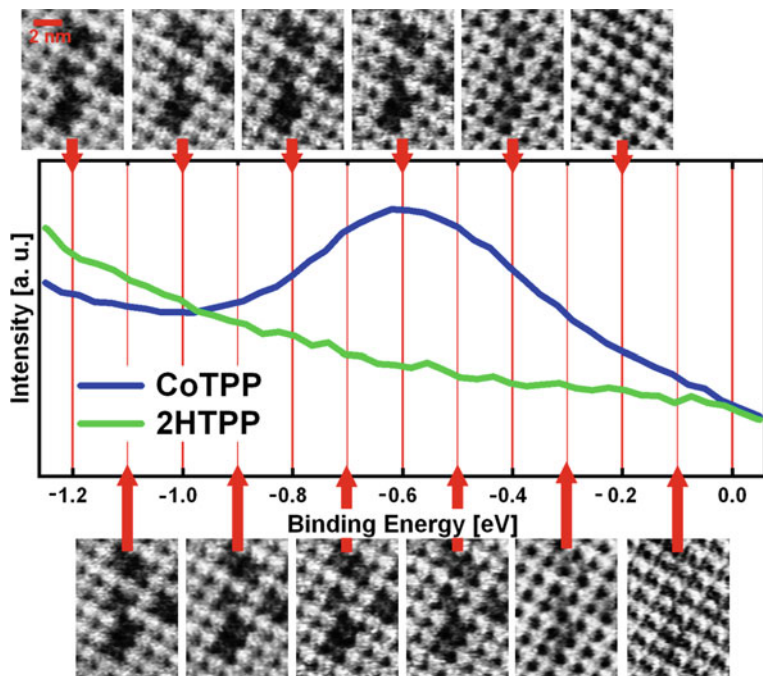 2 nm
Intensity [a. u.]
CoTPP
2HTPP
-1.2 -1.0 -0.8 -0.6 -0.4 -0.2 0.0
Binding Energy [eV]